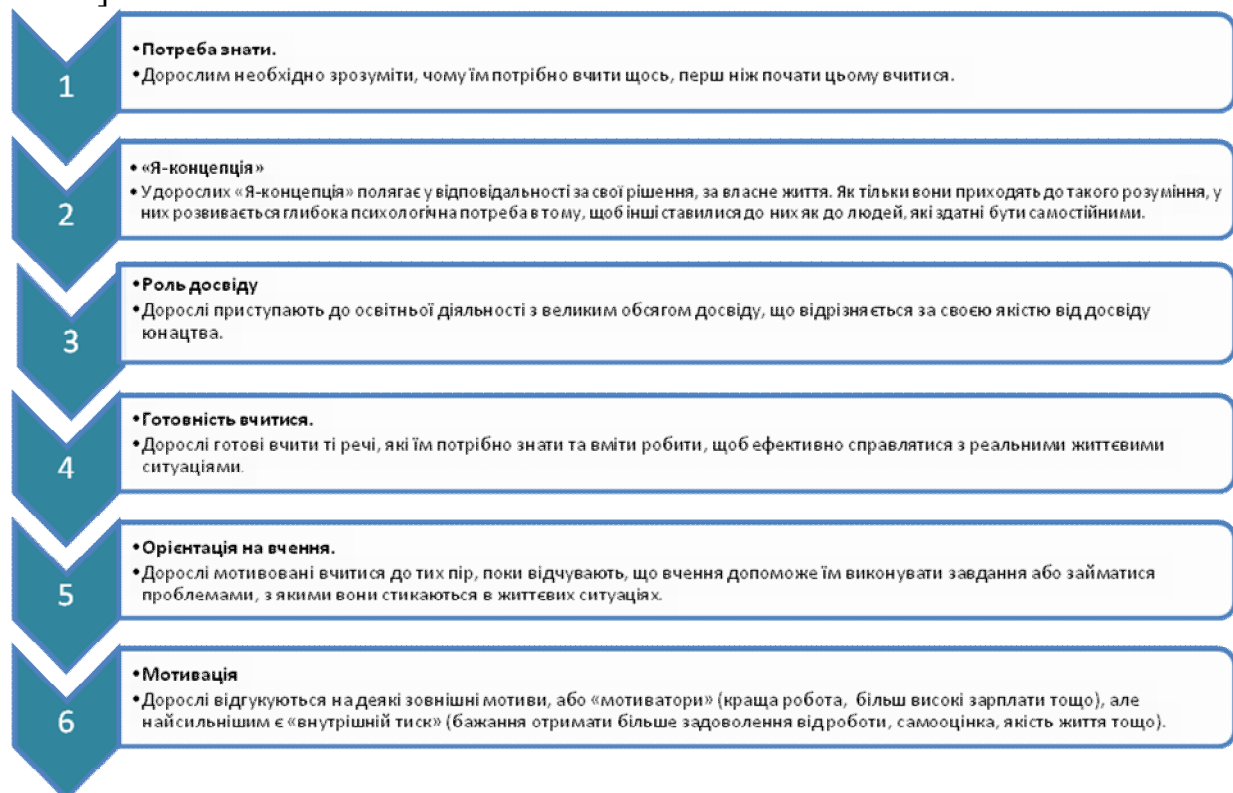 ]
1
•Потреба знати.
•Дорослим необхідно зрозуміти, чому їм потрібно вчити щось, перш ніж почати цьому вчитися.
2
•«Я-концепція»
•У дорослих «Я-концепція» полягає у відповідальності за свої рішення, за власне життя. Як тільки вони приходять до такого розуміння, у
них розвивається глибока психологічна потреба в тому, щоб інші ставилися до них як до людей, які здатні бути самостійними.
3
•Роль досвіду
•Дорослі приступають до освітньої діяльності з великим обсягом досвіду, що відрізняється за своєю якістю від досвіду
юнацтва.
4
•Готовність вчитися.
•Дорослі готові вчити ті речі, які їм потрібно знати та вміти робити, щоб ефективно справлятися з реальними життєвими
ситуаціями.
5
•Орієнтація на вчення.
•Дорослі мотивовані вчитися до тих пір, поки відчувають, що вчення допоможе їм виконувати завдання або займатися
проблемами, з якими вони стикаються в життєвих ситуаціях.
6
•Мотивація
•Дорослі відгукуються на деякі зовнішні мотиви, або «мотиватори» (краща робота, більш високі зарплати тощо), але
найсильнішим є «внутрішній тиск» (бажання отримати більше задоволення від роботи, самооцінка, якість життя тощо).